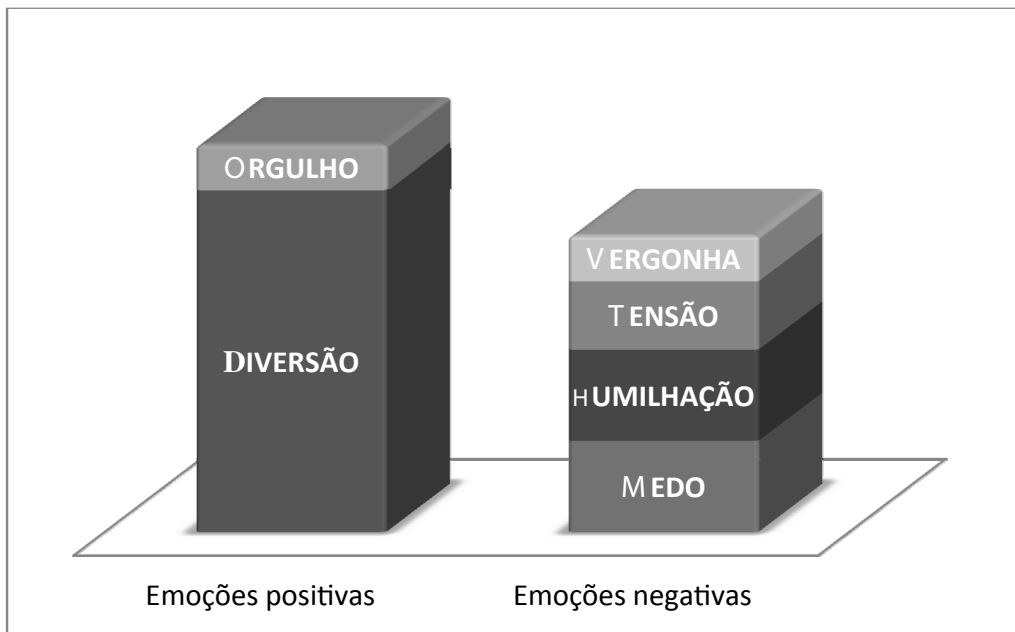 ORGULHO
DIVERSÃO
VERGONHA
TENSÃO
HUMILHAÇÃO
MEDO
Emoções positivas
Emoções negativas